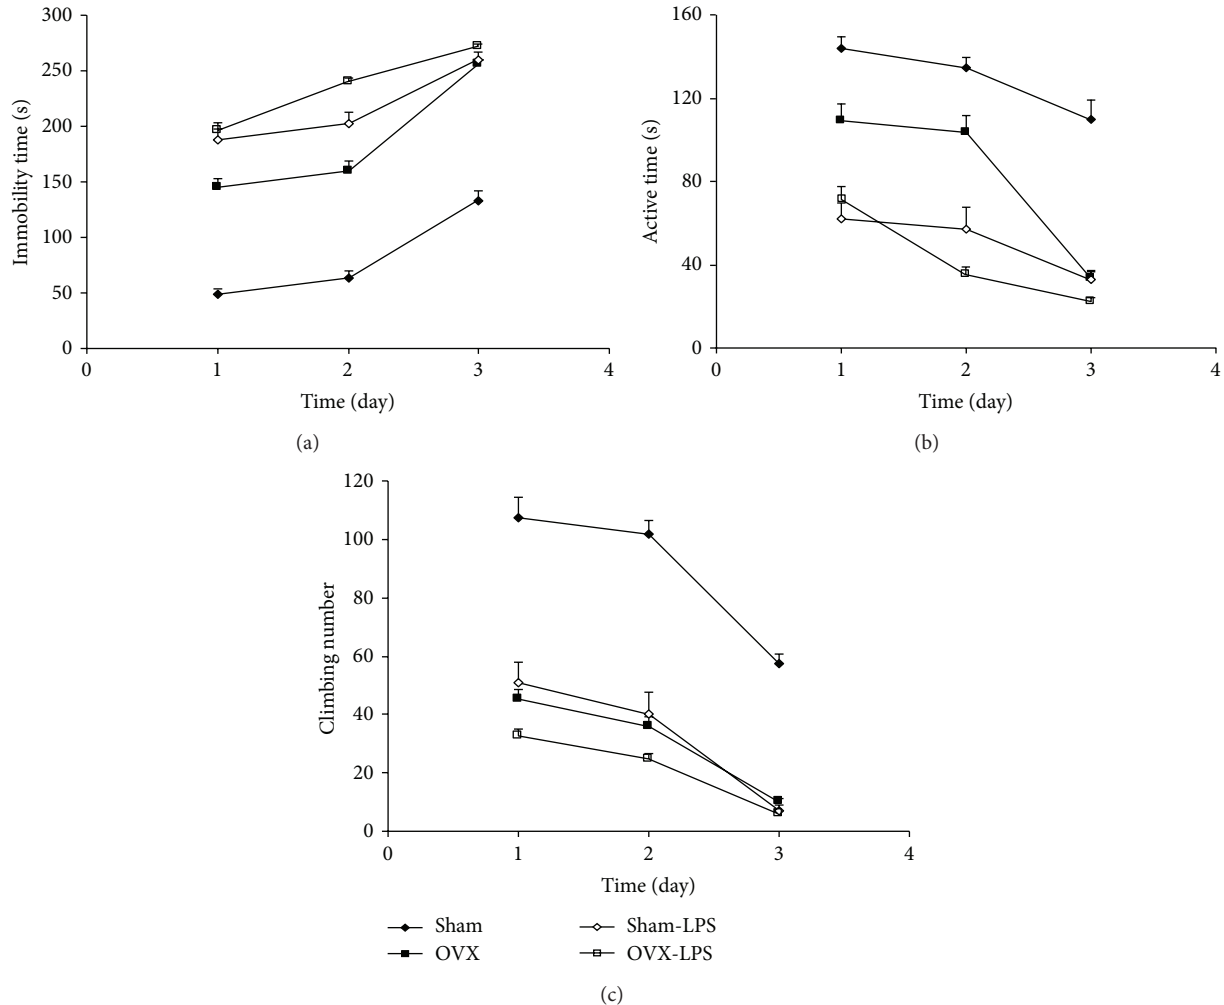 300
250
200
150
100
50
0
Immobility time (s)
0
1
2
3
4
Time (day)
(a)
160
120
80
40
0
Active time (s)
0
1
2
3
4
Time (day)
(b)
120
100
80
60
40
20
0
Climbing number
0
1
2
3
4
Time (day)
Sham
OVX
Sham-LPS
OVX-LPS
(c)